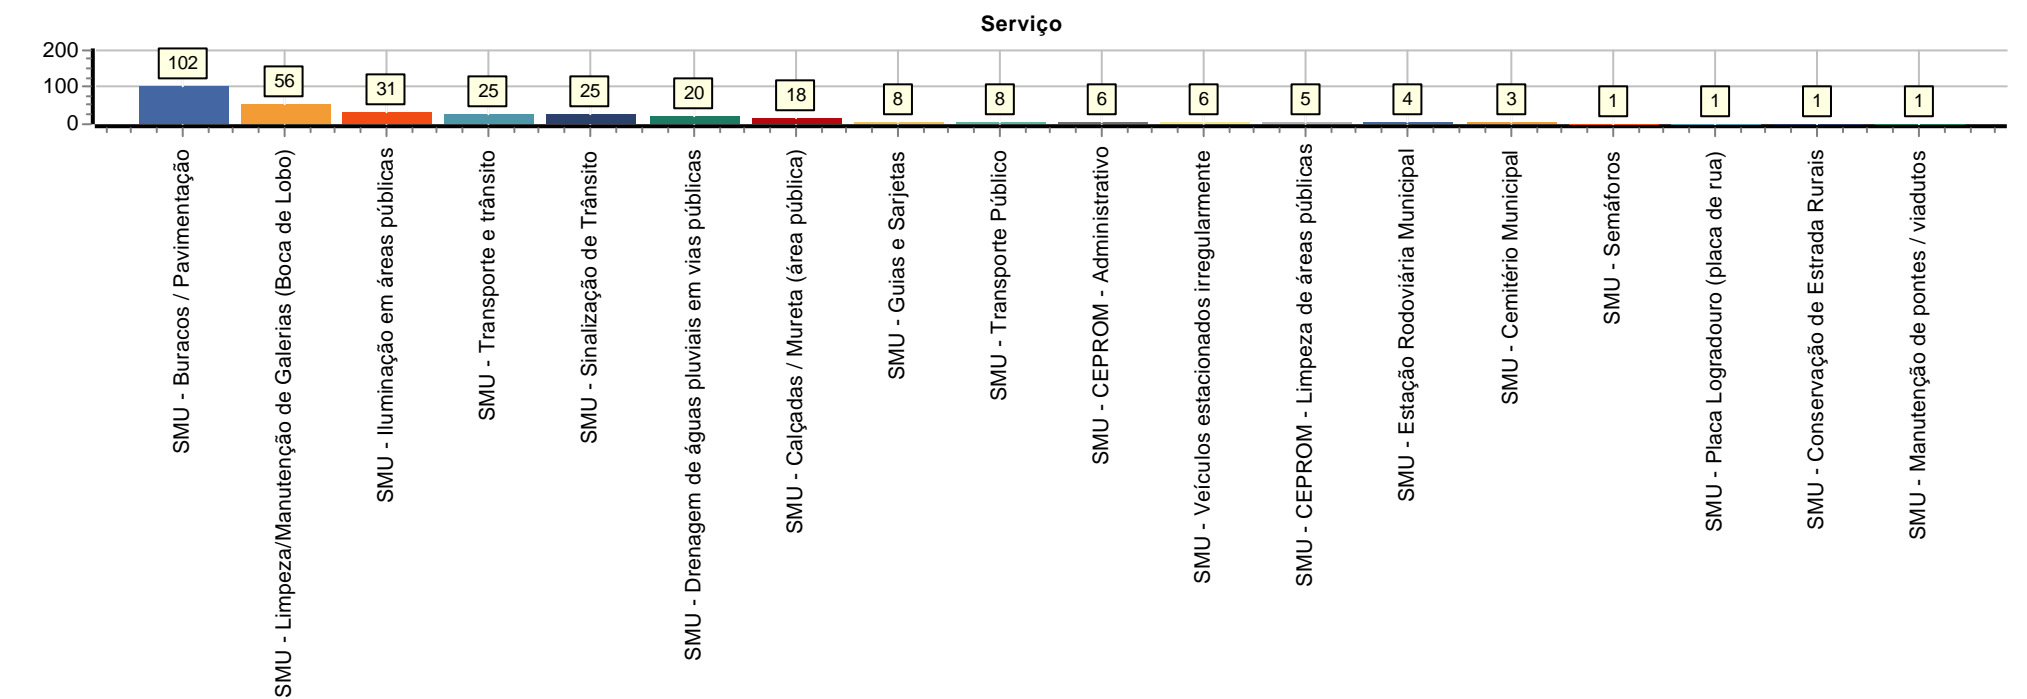 Serviço
200
100
0
102
56
31
25
25
20
18
8
8
6
6
5
4
3
1
1
1
1
SMU - Buracos / Pavimentação
SMU - Limpeza/Manutenção de Galerias (Boca de Lobo)
SMU - Iluminação em áreas públicas
SMU - Transporte e trânsito
SMU - Sinalização de Trânsito
SMU - Drenagem de águas pluviais em vias públicas
SMU - Calçadas / Mureta (área pública)
SMU - Guias e Sarjetas
SMU - Transporte Público
SMU - CEPROM - Administrativo
SMU - Veículos estacionados irregularmente
SMU - CEPROM - Limpeza de áreas públicas
SMU - Estação Rodoviária Municipal
SMU - Cemitério Municipal
SMU - Semáforos
SMU - Placa Logradouro (placa de rua)
SMU - Conservação de Estrada Rurais
SMU - Manutenção de pontes / viadutos